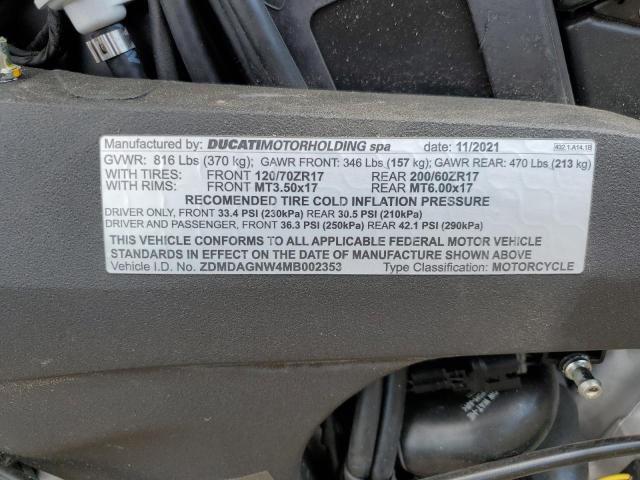 Manufactured by: DUCATIMOTORHOLDING spa date: 11/2021 402.1.A14.1B
GVWR: 816 Lbs (370 kg); GAWR FRONT: 346 Lbs (157 kg); GAWR REAR: 470 Lbs (213 kg)
WITH TIRES: FRONT 120/70ZR17 REAR 200/60ZR17
WITH RIMS: FRONT MT3.50x17 REAR MT6.00x17
RECOMENDED TIRE COLD INFLATION PRESSURE
DRIVER ONLY, FRONT 33.4 PSI (230kPa) REAR 30.5 PSI (210kPa)
DRIVER AND PASSENGER, FRONT 36.3 PSI (250kPa) REAR 42.1 PSI (290kPa)
THIS VEHICLE CONFORMS TO ALL APPLICABLE FEDERAL MOTOR VEHICLE
STANDARDS IN EFFECT ON THE DATE OF MANUFACTURE SHOWN ABOVE
Vehicle I.D. No. ZDMDAGNW4MB002353 Type Classification: MOTORCYCLE